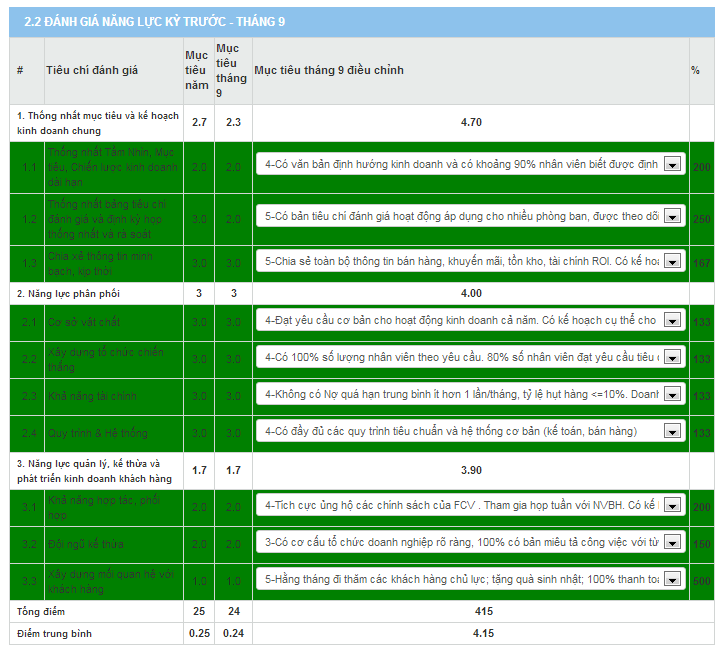 2.2 ĐÁNH GIÁ NĂNG LỰC KỲ TRƯỚC - THÁNG 9
# Tiêu chí đánh giá Mục tiêu năm Mục tiêu tháng 9 Mục tiêu tháng 9 điều chỉnh %
1. Thống nhất mục tiêu và kế hoạch kinh doanh chung 2.7 2.3 4.70
1.1 Thống nhất Tầm Nhìn, Mục tiêu, Chiến lược kinh doanh dài hạn 2.0 2.0 4-Có văn bản định hướng kinh doanh và có khoảng 90% nhân viên biết được định 200
1.2 Thống nhất bảng tiêu chí đánh giá và định kỳ họp thống nhất và rà soát 3.0 2.0 5-Có bản tiêu chí đánh giá hoạt động áp dụng cho nhiều phòng ban, được theo dõi 250
1.3 Chia xẻ thông tin minh bạch, kịp thời 3.0 3.0 5-Chia sẻ toàn bộ thông tin bán hàng, khuyến mãi, tồn kho, tài chính ROI. Có kế hoạ 167
2. Năng lực phân phối 3 3 4.00
2.1 Cơ sở vật chất 3.0 3.0 4-Đạt yêu cầu cơ bản cho hoạt động kinh doanh cả năm. Có kế hoạch cụ thể cho 133
2.2 Xây dựng tổ chức chiến thắng 3.0 3.0 4-Có 100% số lượng nhân viên theo yêu cầu. 80% số nhân viên đạt yêu cầu tiêu 133
2.3 Khả năng tài chính 3.0 3.0 4-Không có Nợ quá hạn trung bình ít hơn 1 lần/tháng, tỷ lệ hụt hàng <=10%. Doanh 133
2.4 Quy trình & Hệ thống 3.0 3.0 4-Có đầy đủ các quy trình tiêu chuẩn và hệ thống cơ bản (kế toán, bán hàng) 133
3. Năng lực quản lý, kế thừa và phát triển kinh doanh khách hàng 1.7 1.7 3.90
3.1 Khả năng hợp tác, phối hợp 2.0 2.0 4-Tích cực ủng hộ các chính sách của FCV . Tham gia họp tuần với NVBH. Có kế 200
3.2 Đội ngũ kế thừa 2.0 2.0 3-Có cơ cấu tổ chức doanh nghiệp rõ ràng, 100% có bản miêu tả công việc với từ 150
3.3 Xây dựng mối quan hệ với khách hàng 1.0 1.0 5-Hằng tháng đi thăm các khách hàng chủ lực; tặng quà sinh nhật; 100% thanh toá 500
Tổng điểm 25 24 415
Điểm trung bình 0.25 0.24 4.15